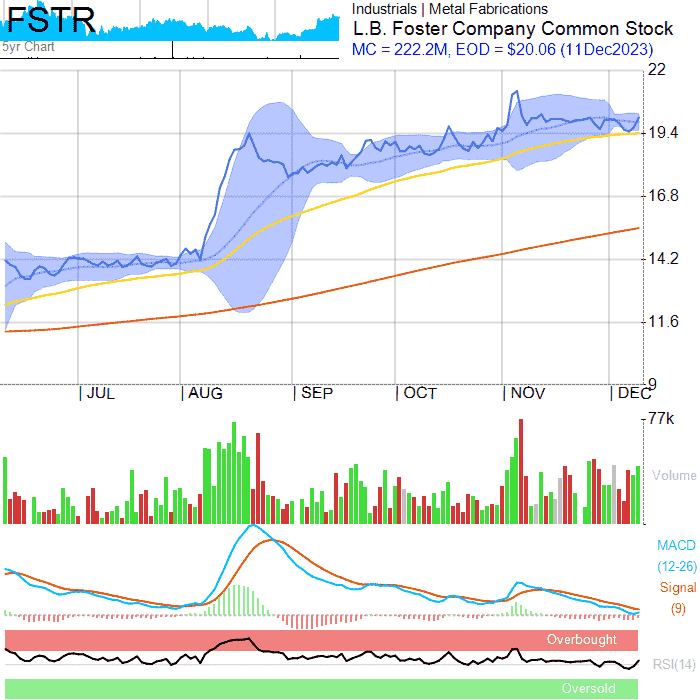 FSTR
5yr Chart
Industrials | Metal Fabrications
L.B. Foster Company Common Stock
MC = 222.2M, EOD = $20.06 (11Dec2023)
22
19.4
16.8
14.2
11.6
9
| JUL | AUG | SEP | OCT | NOV | DEC
77k
Volume
MACD
(12-26)
Signal
(9)
Overbought
RSI(14)
Oversold